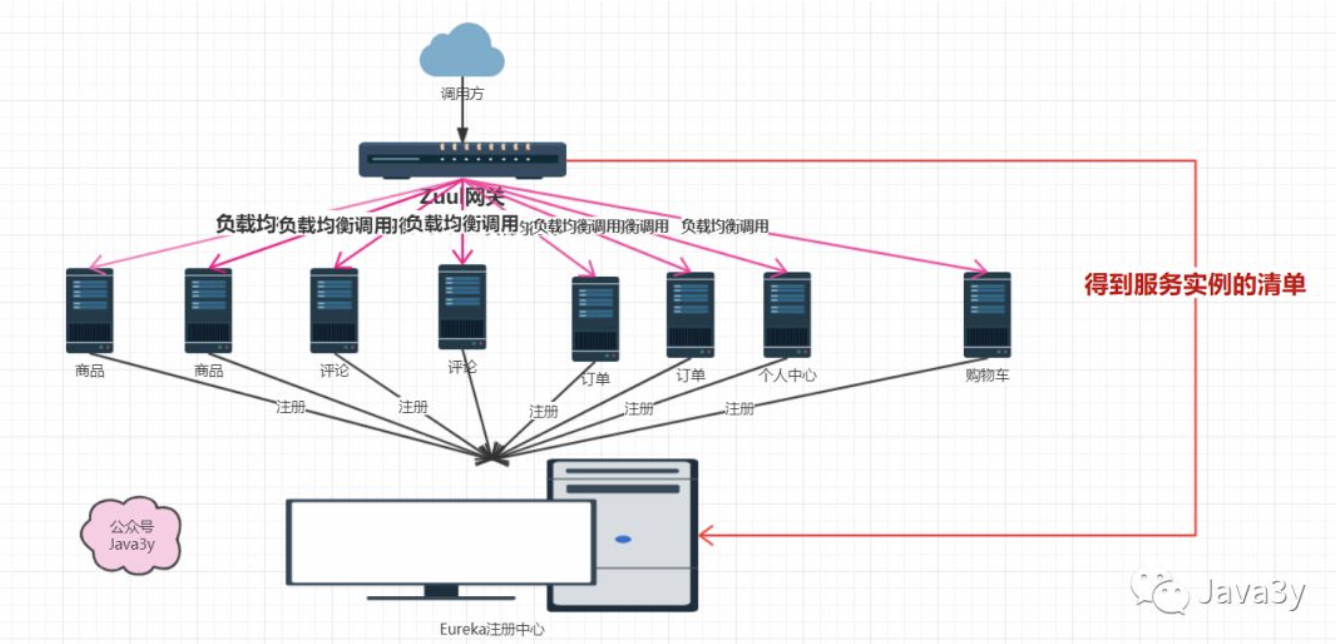 调用方
Zuul网关
负载均
负载均衡调用
负载均衡调用
负载均衡调用
衡调用
负载均衡调用
得到服务实例的清单
商品
商品
评论
评论
订单
订单
个人中心
购物车
注册
注册
注册
注册
注册
公众号
Java3y
Eureka注册中心
Java3y